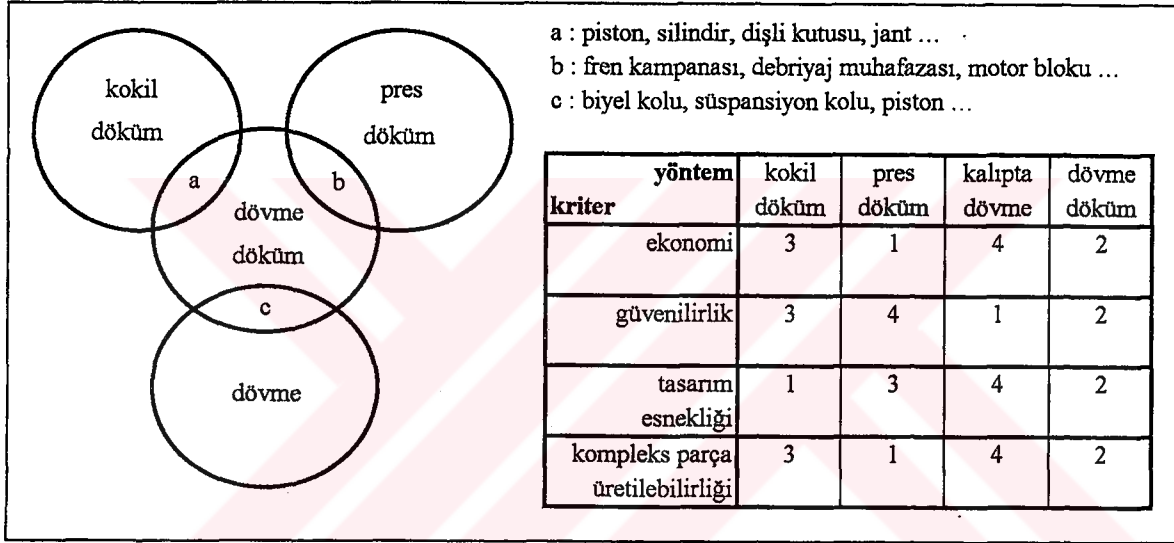 kokil
döküm
pres
döküm
a
b
dövme
döküm
c
dövme
a : piston, silindir, dişli kutusu, jant ...
b : fren kampanası, debriyaj muhafazası, motor bloku ...
c : biyel kolu, süspansiyon kolu, piston ...
yöntem kokil pres kalıpta dövme
kriter döküm döküm dövme döküm
ekonomi 3 1 4 2
güvenilirlik 3 4 1 2
tasarım 1 3 4 2
esnekliği
kompleks parça 3 1 4 2
üretilebilirliği